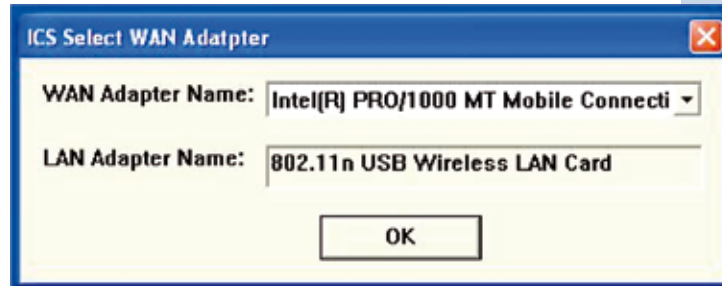 ICS Select WAN Adatpter
WAN Adapter Name: Intel(R) PRO/1000 MT Mobile Connecti
LAN Adapter Name: 802.11n USB Wireless LAN Card
OK